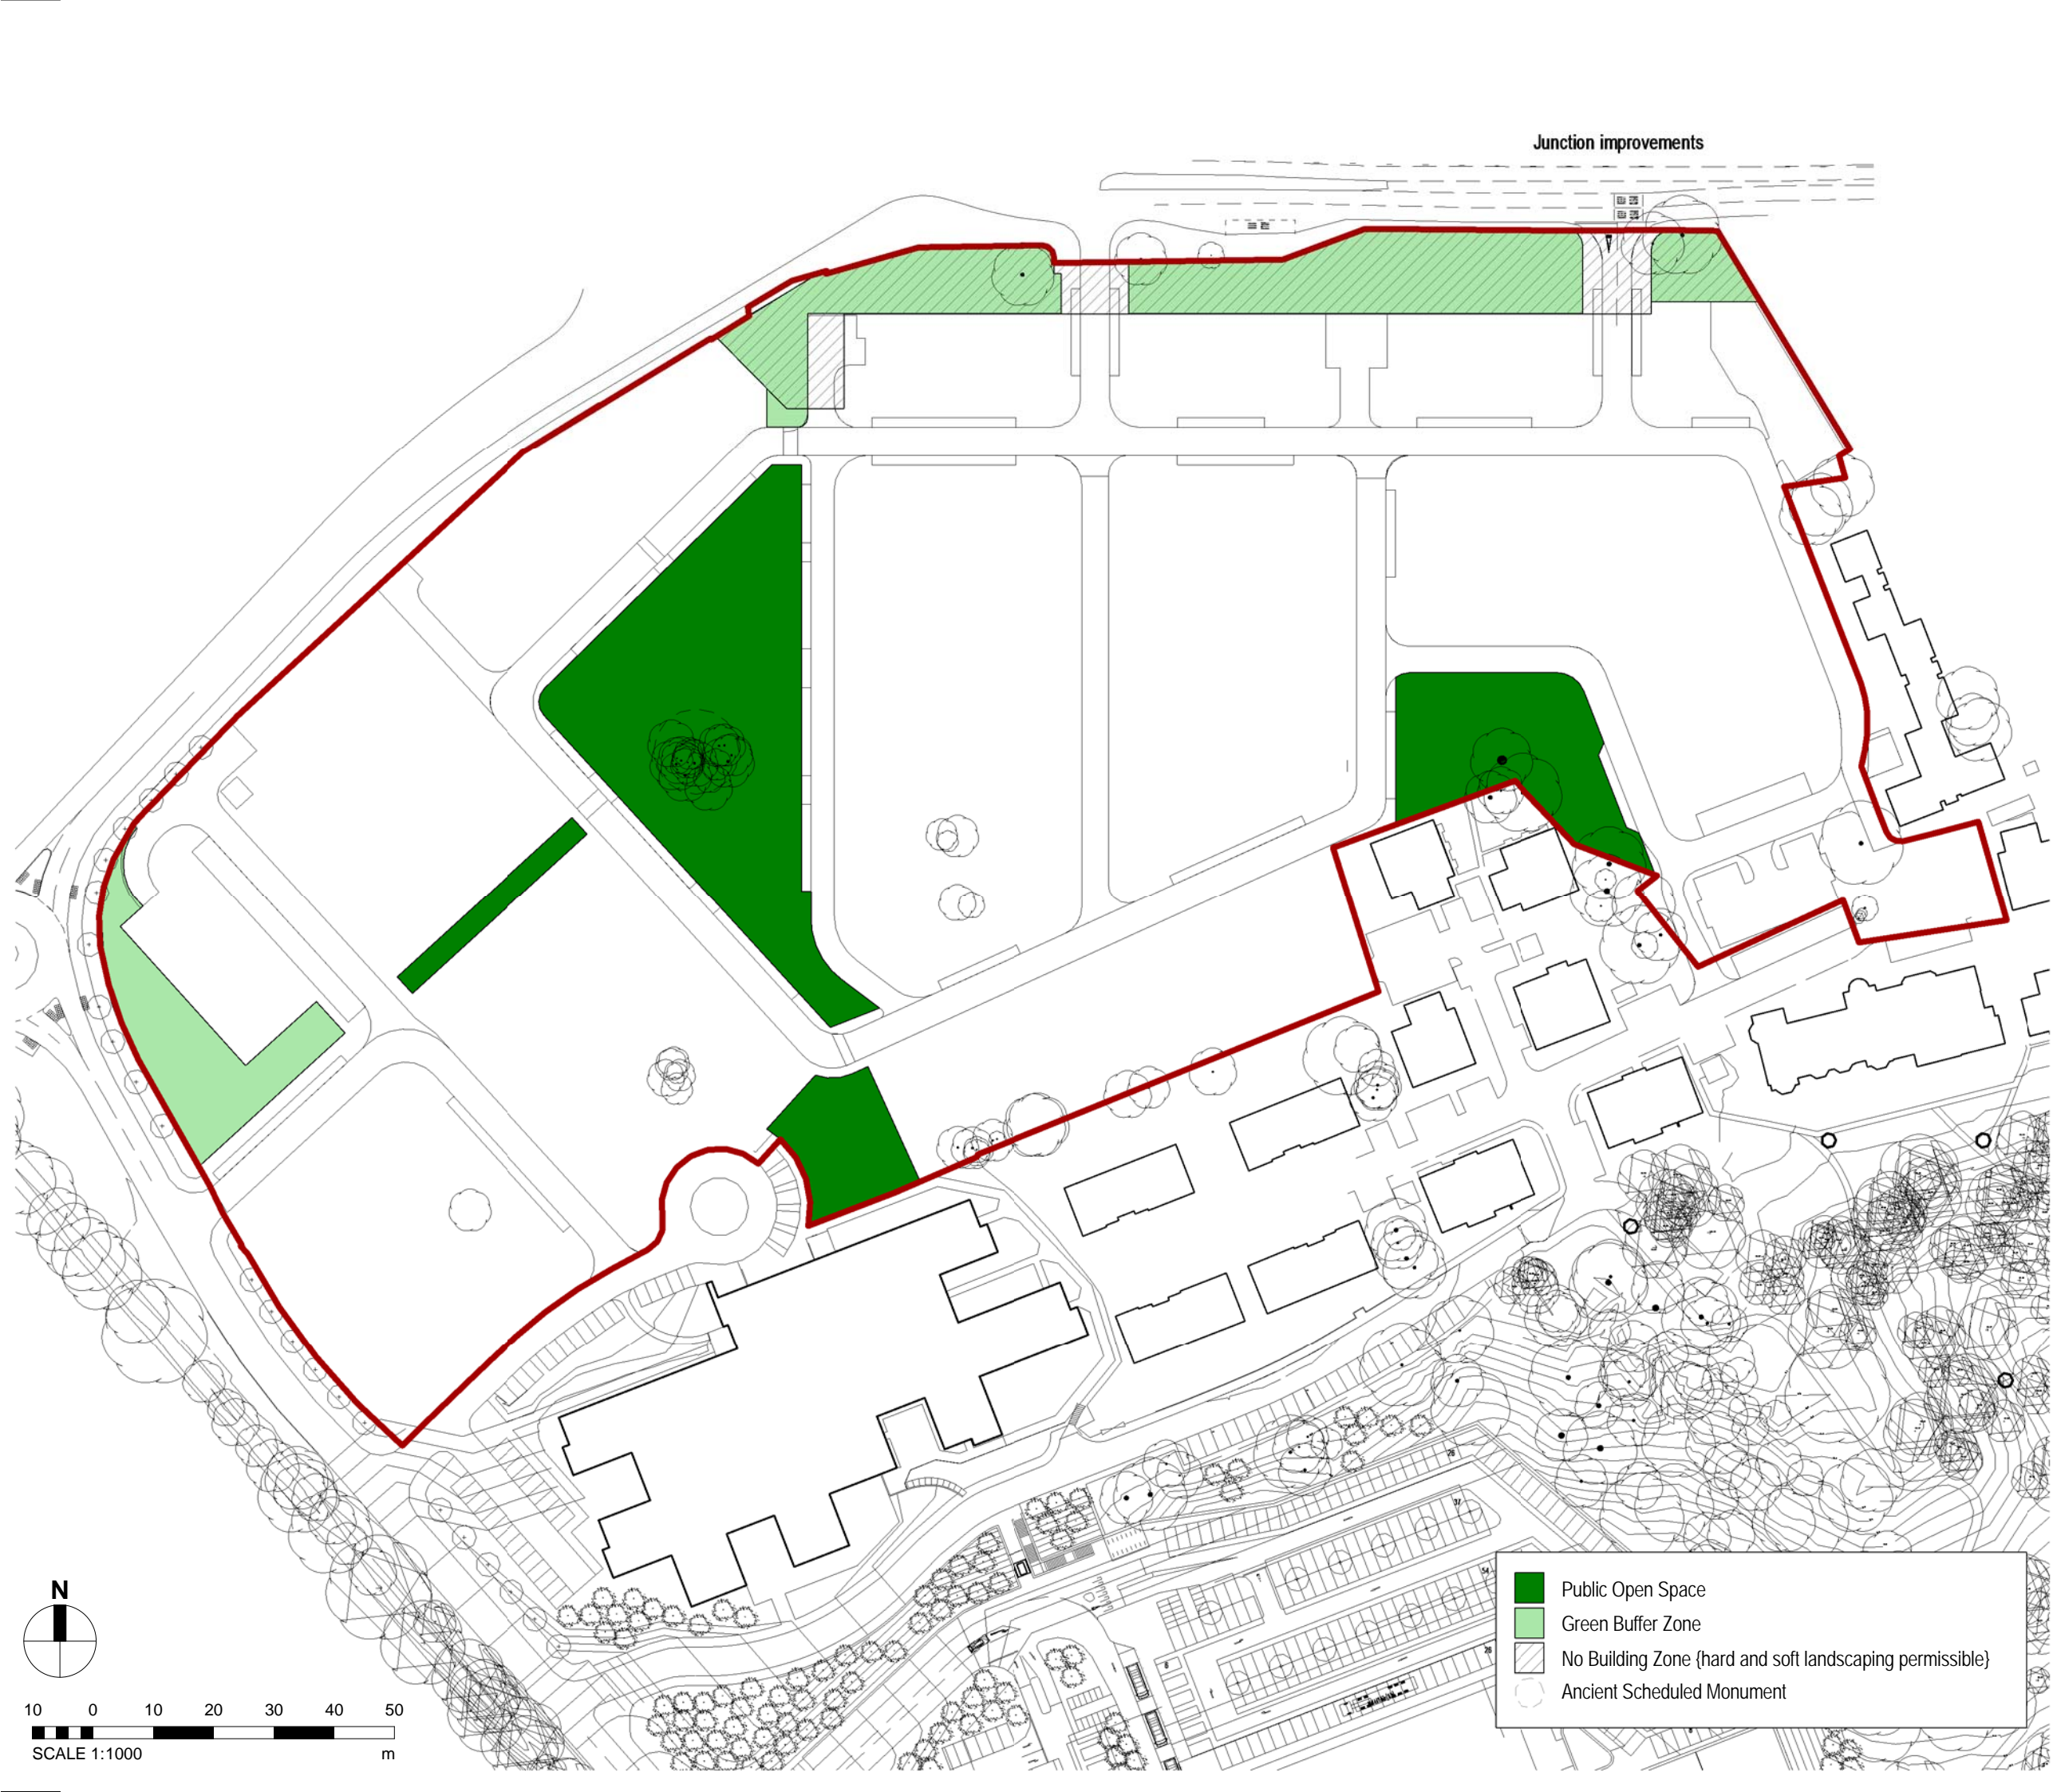 Junction improvements
Public Open Space
Green Buffer Zone
No Building Zone {hard and soft landscaping permissible}
Ancient Scheduled Monument
N
10 0 10 20 30 40 50
SCALE 1:1000 m